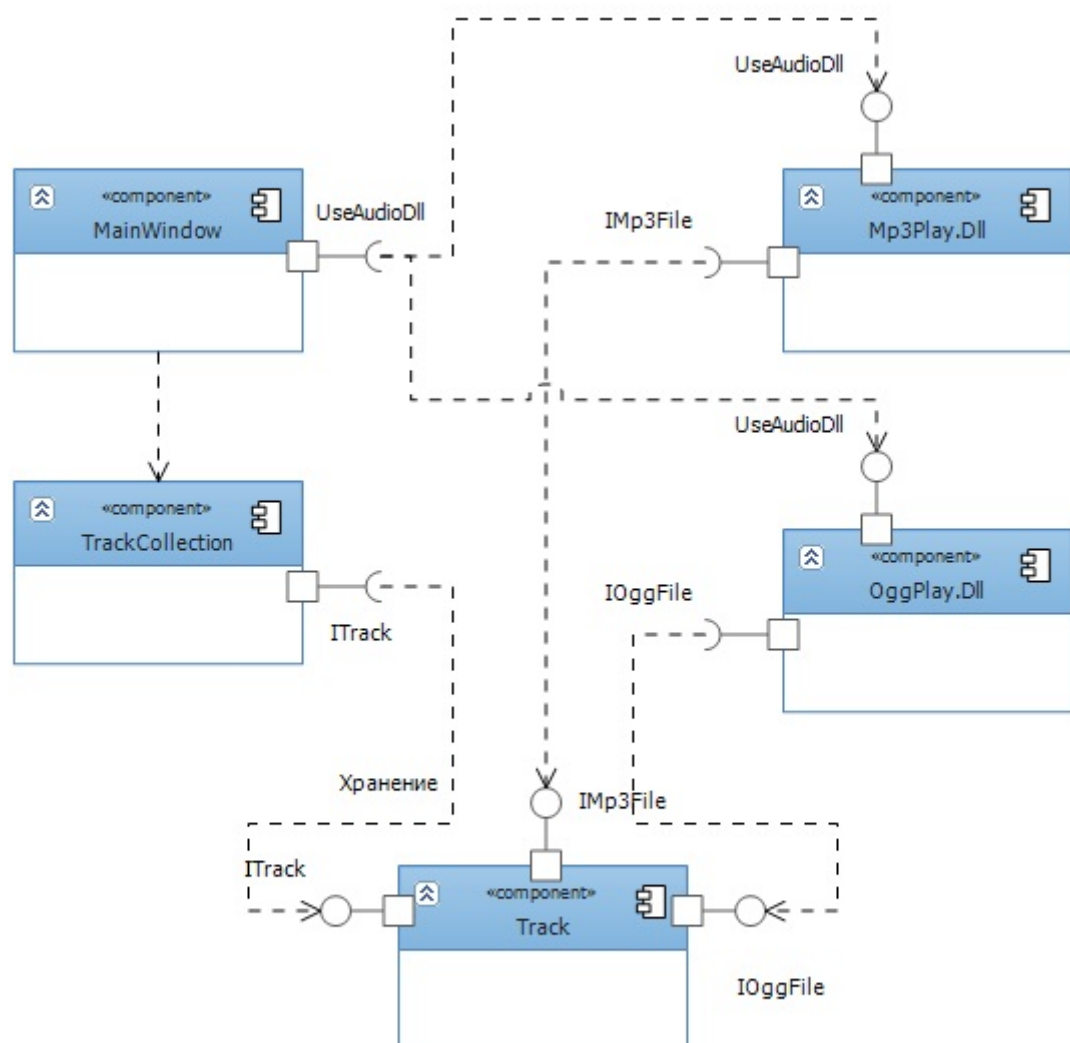 UseAudioDll
«component»
MainWindow
UseAudioDll
IMp3File
«component»
Mp3Play.Dll
UseAudioDll
«component»
TrackCollection
ITrack
IOggFile
«component»
OggPlay.Dll
Хранение
IMp3File
ITrack
«component»
Track
IOggFile